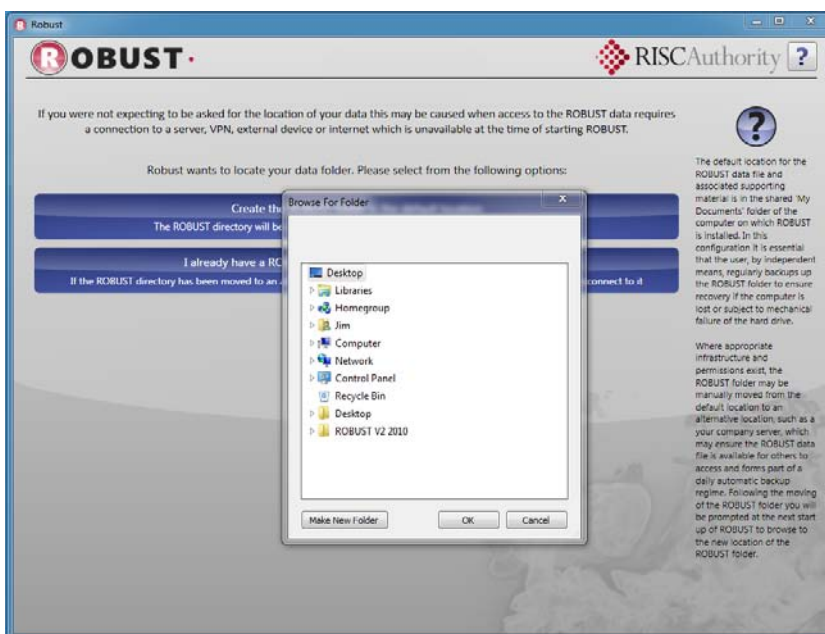 Robust
ROBUST
RISCAuthority ?
If you were not expecting to be asked for the location of your data this may be caused when access to the ROBUST data requires
a connection to a server, VPN, external device or internet which is unavailable at the time of starting ROBUST.
Robust wants to locate your data folder. Please select from the following options:
Create th
The ROBUST directory will be
I already have a RO
If the ROBUST directory has been moved to an
connect to it
Browse For Folder
Desktop
Libraries
Homegroup
Jim
Computer
Network
Control Panel
Recycle Bin
Desktop
ROBUST V2 2010
Make New Folder
OK
Cancel
?
The default location for the
ROBUST data file and
associated supporting
material is in the shared 'My
Documents' folder of the
computer on which ROBUST
is installed. In this
configuration it is essential
that the user, by independent
means, regularly backups up
the ROBUST folder to ensure
recovery if the computer is
lost or subject to mechanical
failure of the hard drive.
Where appropriate
infrastructure and
permissions exist, the
ROBUST folder may be
manually moved from the
default location to an
alternative location, such as a
your company server, which
may ensure the ROBUST data
file is available for others to
access and forms part of a
daily automatic backup
regime. Following the moving
of the ROBUST folder you will
be prompted at the next start
up of ROBUST to browse to
the new location of the
ROBUST folder.